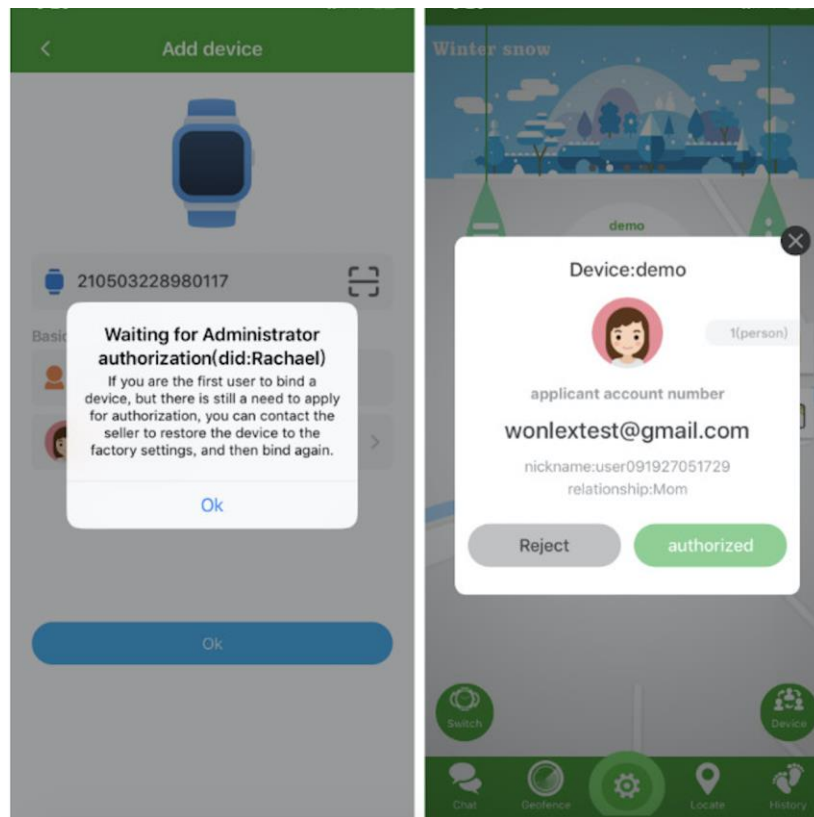 Add device
210503228980117
Basic
Waiting for Administrator
authorization(did:Rachael)
If you are the first user to bind a
device, but there is still a need to apply
for authorization, you can contact the
seller to restore the device to the
factory settings, and then bind again.
Ok
Ok
Winter snow
demo
Device:demo
1(person)
applicant account number
wonlextest@gmail.com
nickname:user091927051729
relationship:Mom
Reject
authorized
Switch
Device
Chat
Geofence
Locate
History